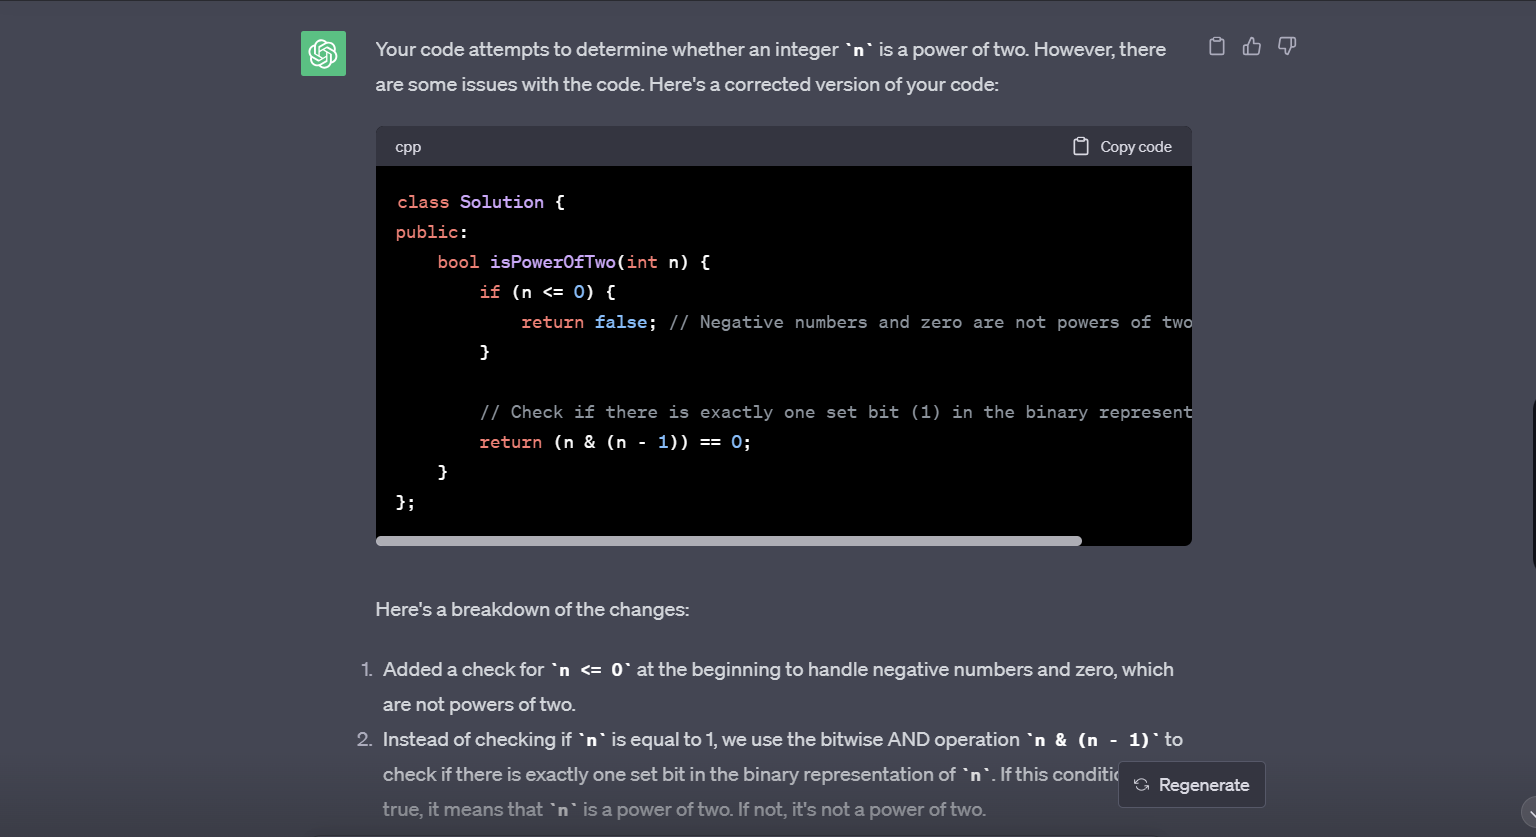 Your code attempts to determine whether an integer `n` is a power of two. However, there
are some issues with the code. Here's a corrected version of your code:
cpp
Copy code
class Solution {
public:
    bool isPowerOfTwo(int n) {
        if (n <= 0) {
            return false; // Negative numbers and zero are not powers of two
        }
        // Check if there is exactly one set bit (1) in the binary represent
        return (n & (n - 1)) == 0;
    }
};
Here's a breakdown of the changes:
1. Added a check for `n <= 0` at the beginning to handle negative numbers and zero, which
are not powers of two.
2. Instead of checking if `n` is equal to 1, we use the bitwise AND operation `n & (n - 1)` to
check if there is exactly one set bit in the binary representation of `n`. If this conditi
Regenerate
true, it means that `n` is a power of two. If not, it's not a power of two.